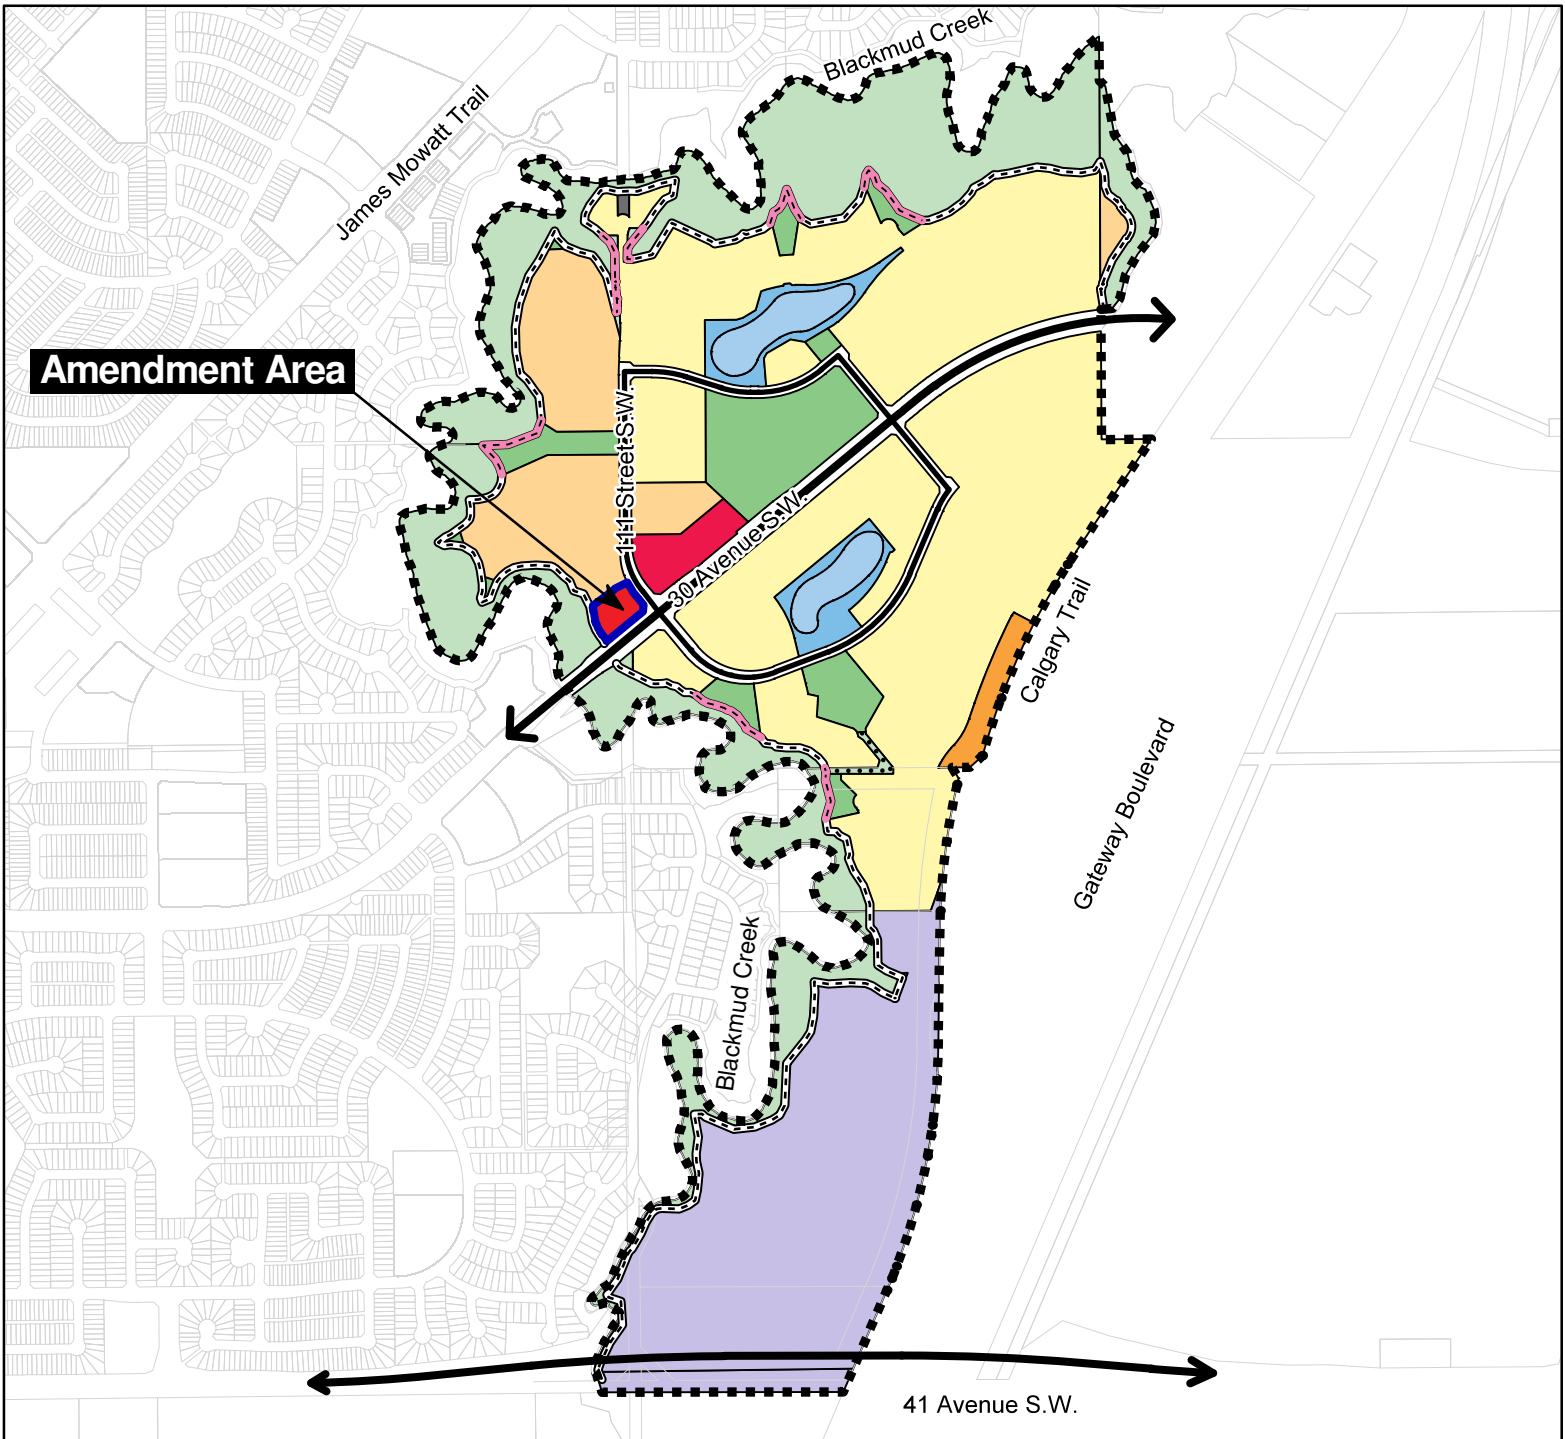 Blackmud Creek
James Mowatt Trail
Amendment Area
111 Street S.W.
30 Avenue S.W.
Calgary Trail
Gateway Boulevard
Blackmud Creek
41 Avenue S.W.